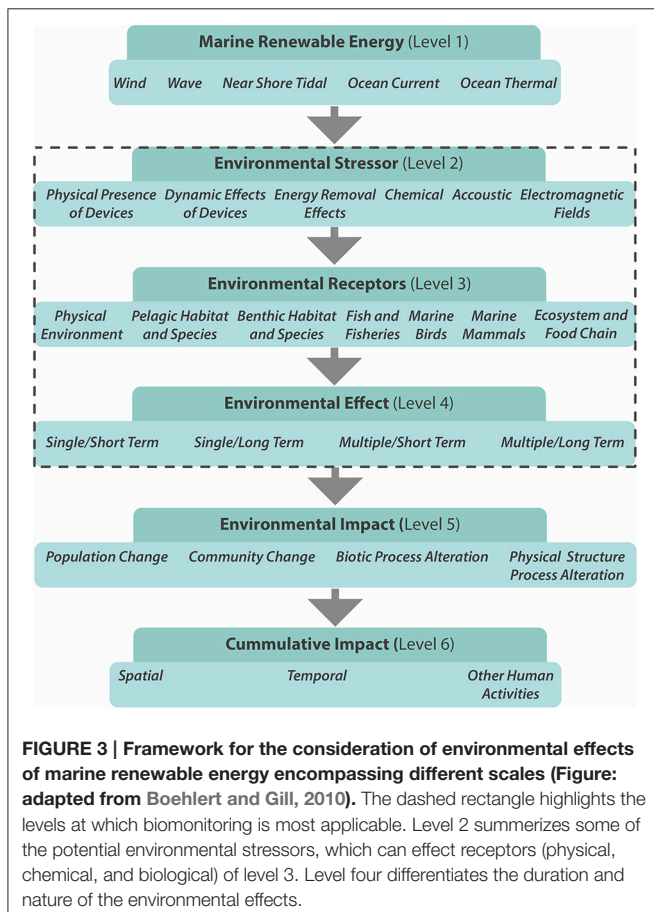 Marine Renewable Energy (Level 1)
Wind Wave Near Shore Tidal Ocean Current Ocean Thermal
Environmental Stressor (Level 2)
Physical Presence of Devices Dynamic Effects of Devices Energy Removal Effects Chemical Accoustic Electromagnetic Fields
Environmental Receptors (Level 3)
Physical Environment Pelagic Habitat and Species Benthic Habitat and Species Fish and Fisheries Marine Birds Marine Mammals Ecosystem and Food Chain
Environmental Effect (Level 4)
Single/Short Term Single/Long Term Multiple/Short Term Multiple/Long Term
Environmental Impact (Level 5)
Population Change Community Change Biotic Process Alteration Physical Structure Process Alteration
Cummulative Impact (Level 6)
Spatial Temporal Other Human Activities
FIGURE 3 | Framework for the consideration of environmental effects
of marine renewable energy encompassing different scales (Figure:
adapted from Boehlert and Gill, 2010). The dashed rectangle highlights the
levels at which biomonitoring is most applicable. Level 2 summerizes some of
the potential environmental stressors, which can effect receptors (physical,
chemical, and biological) of level 3. Level four differentiates the duration and
nature of the environmental effects.